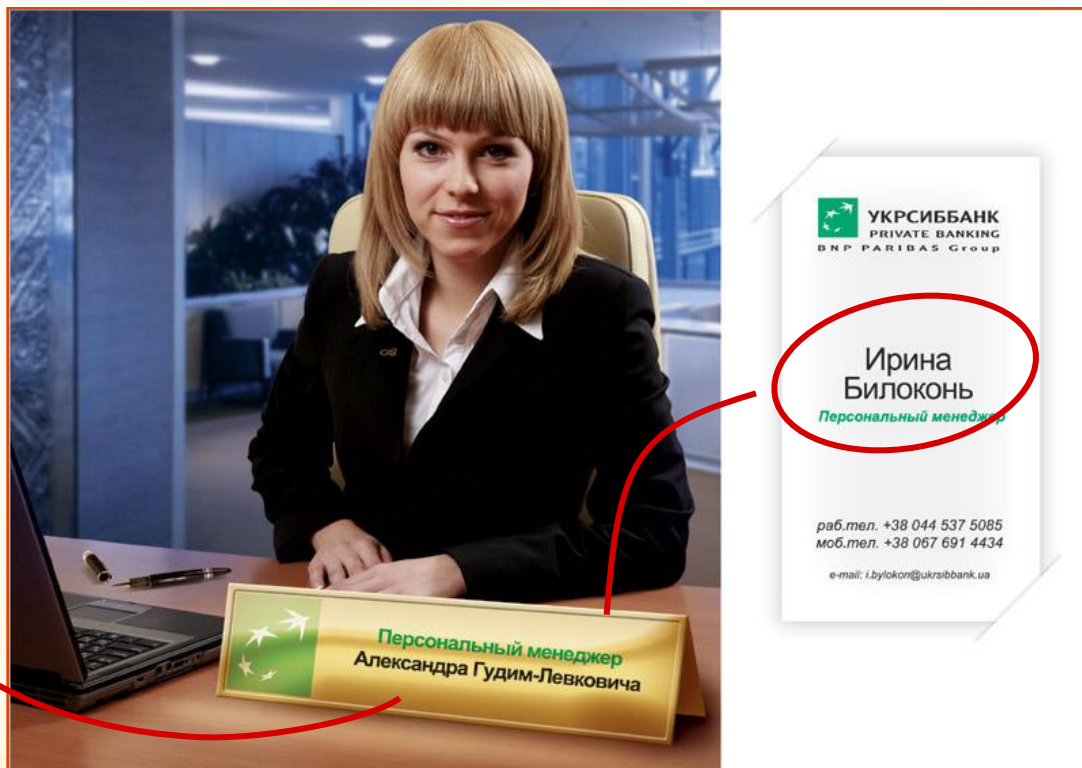 Персональный менеджер
Александра Гудим-Левковича
УКРСИББАНК
PRIVATE BANKING
BNP PARIBAS Group
Ирина
Билоконь
Персональный менеджер
раб.тел. +38 044 537 5085
моб.тел. +38 067 691 4434
e-mail: i.bylokon@ukrsibbank.ua